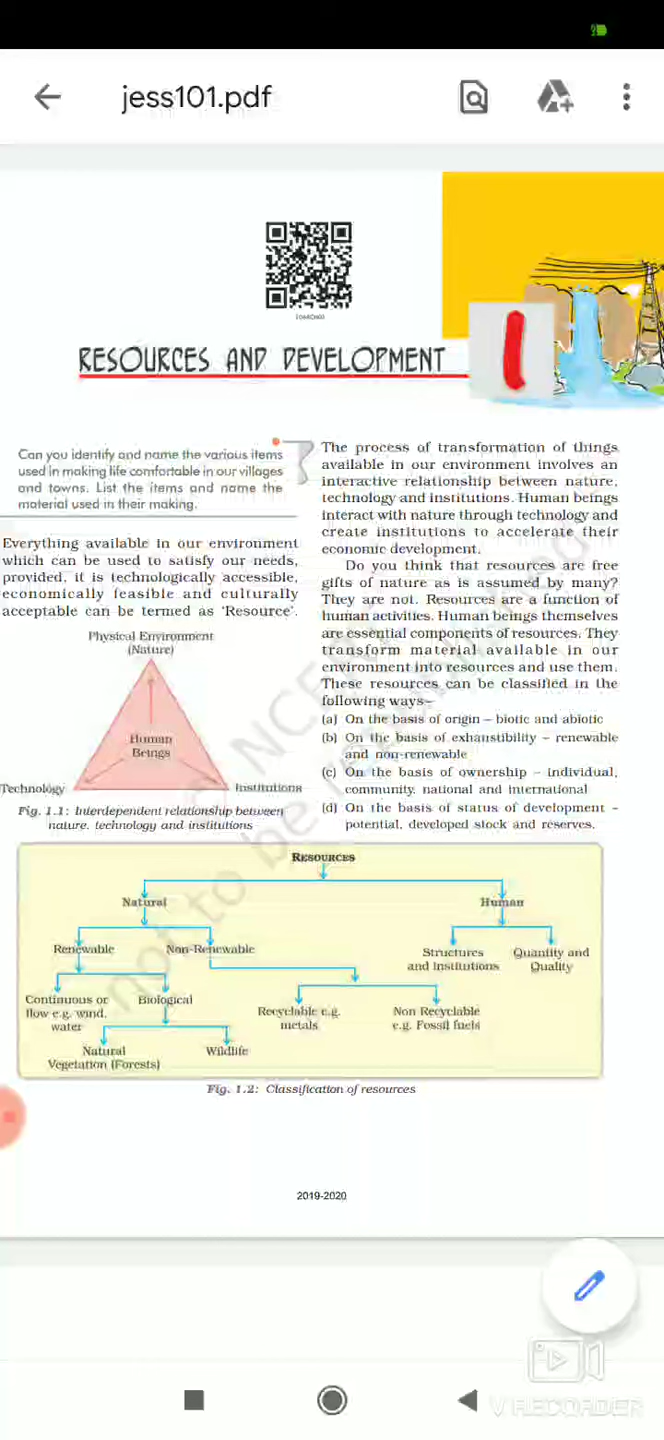 jess101.pdf
RESOURCES AND DEVELOPMENT
1
Can you identify and name the various items
used in making life comfortable in our villages
and towns. List the items and name the
material used in their making.
Everything available in our environment
which can be used to satisfy our needs,
provided, it is technologically accessible,
economically feasible and culturally
acceptable can be termed as ‘Resource’.
Physical Environment
(Nature)
Human
Beings
Technology
Institutions
Fig. 1.1: Interdependent relationship between
nature, technology and institutions
The process of transformation of things
available in our environment involves an
interactive relationship between nature,
technology and institutions. Human beings
interact with nature through technology and
create institutions to accelerate their
economic development.
Do you think that resources are free
gifts of nature as is assumed by many?
They are not. Resources are a function of
human activities. Human beings themselves
are essential components of resources. They
transform material available in our
environment into resources and use them.
These resources can be classified in the
following ways–
(a) On the basis of origin – biotic and abiotic
(b) On the basis of exhaustibility – renewable
and non-renewable
(c) On the basis of ownership – individual,
community, national and international
(d) On the basis of status of development –
potential, developed stock and reserves.
RESOURCES
Natural
Human
Renewable
Non-Renewable
Structures
and Institutions
Quantity and
Quality
Continuous or
flow e.g. wind,
water
Biological
Recyclable e.g.
metals
Non Recyclable
e.g. Fossil fuels
Natural
Vegetation (Forests)
Wildlife
Fig. 1.2: Classification of resources
not to be republished
2019-2020
V RECORDER